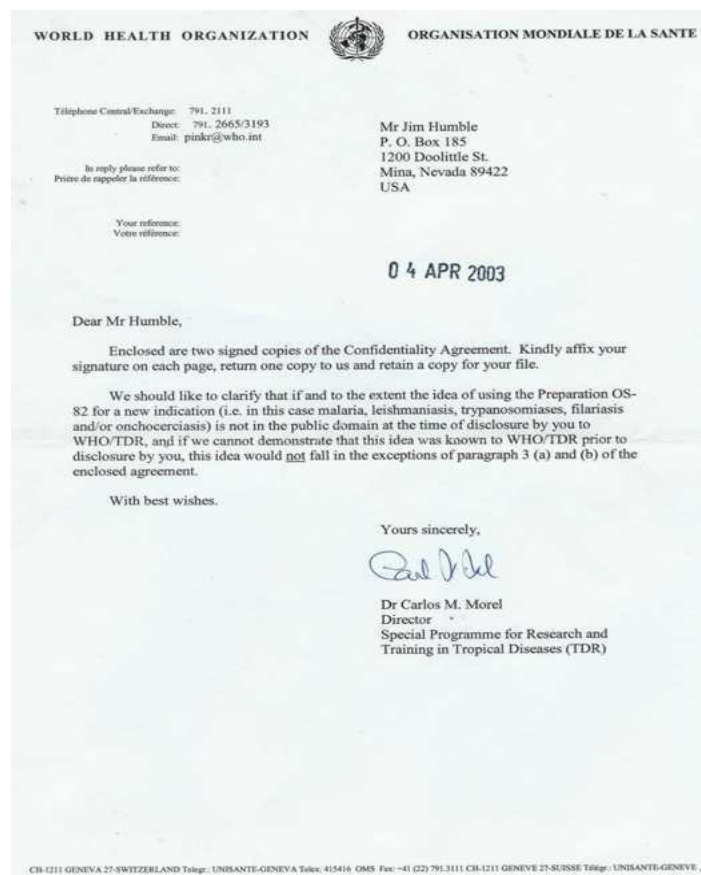 WORLD HEALTH ORGANIZATION
ORGANISATION MONDIALE DE LA SANTE
Téléphone Central/Exchange: 791. 2111
Direct: 791. 2665/3193
Email: pinkr@who.int
In reply please refer to:
Prière de rappeler la référence:
Your reference:
Votre référence:
Mr Jim Humble
P. O. Box 185
1200 Doolittle St.
Mina, Nevada 89422
USA
0 4 APR 2003
Dear Mr Humble,
Enclosed are two signed copies of the Confidentiality Agreement. Kindly affix your
signature on each page, return one copy to us and retain a copy for your file.
We should like to clarify that if and to the extent the idea of using the Preparation OS-
82 for a new indication (i.e. in this case malaria, leishmaniasis, trypanosomiases, filariasis
and/or onchocerciasis) is not in the public domain at the time of disclosure by you to
WHO/TDR, and if we cannot demonstrate that this idea was known to WHO/TDR prior to
disclosure by you, this idea would not fall in the exceptions of paragraph 3 (a) and (b) of the
enclosed agreement.
With best wishes.
Yours sincerely,
Dr Carlos M. Morel
Director
Special Programme for Research and
Training in Tropical Diseases (TDR)
CH-1211 GENEVA 27-SWITZERLAND Telegr.: UNISANTE-GENEVA Telex: 415416 OMS Fax: +41 (22) 791.3111 CH-1211 GENEVE 27-SUISSE Télégr.: UNISANTE-GENEVE